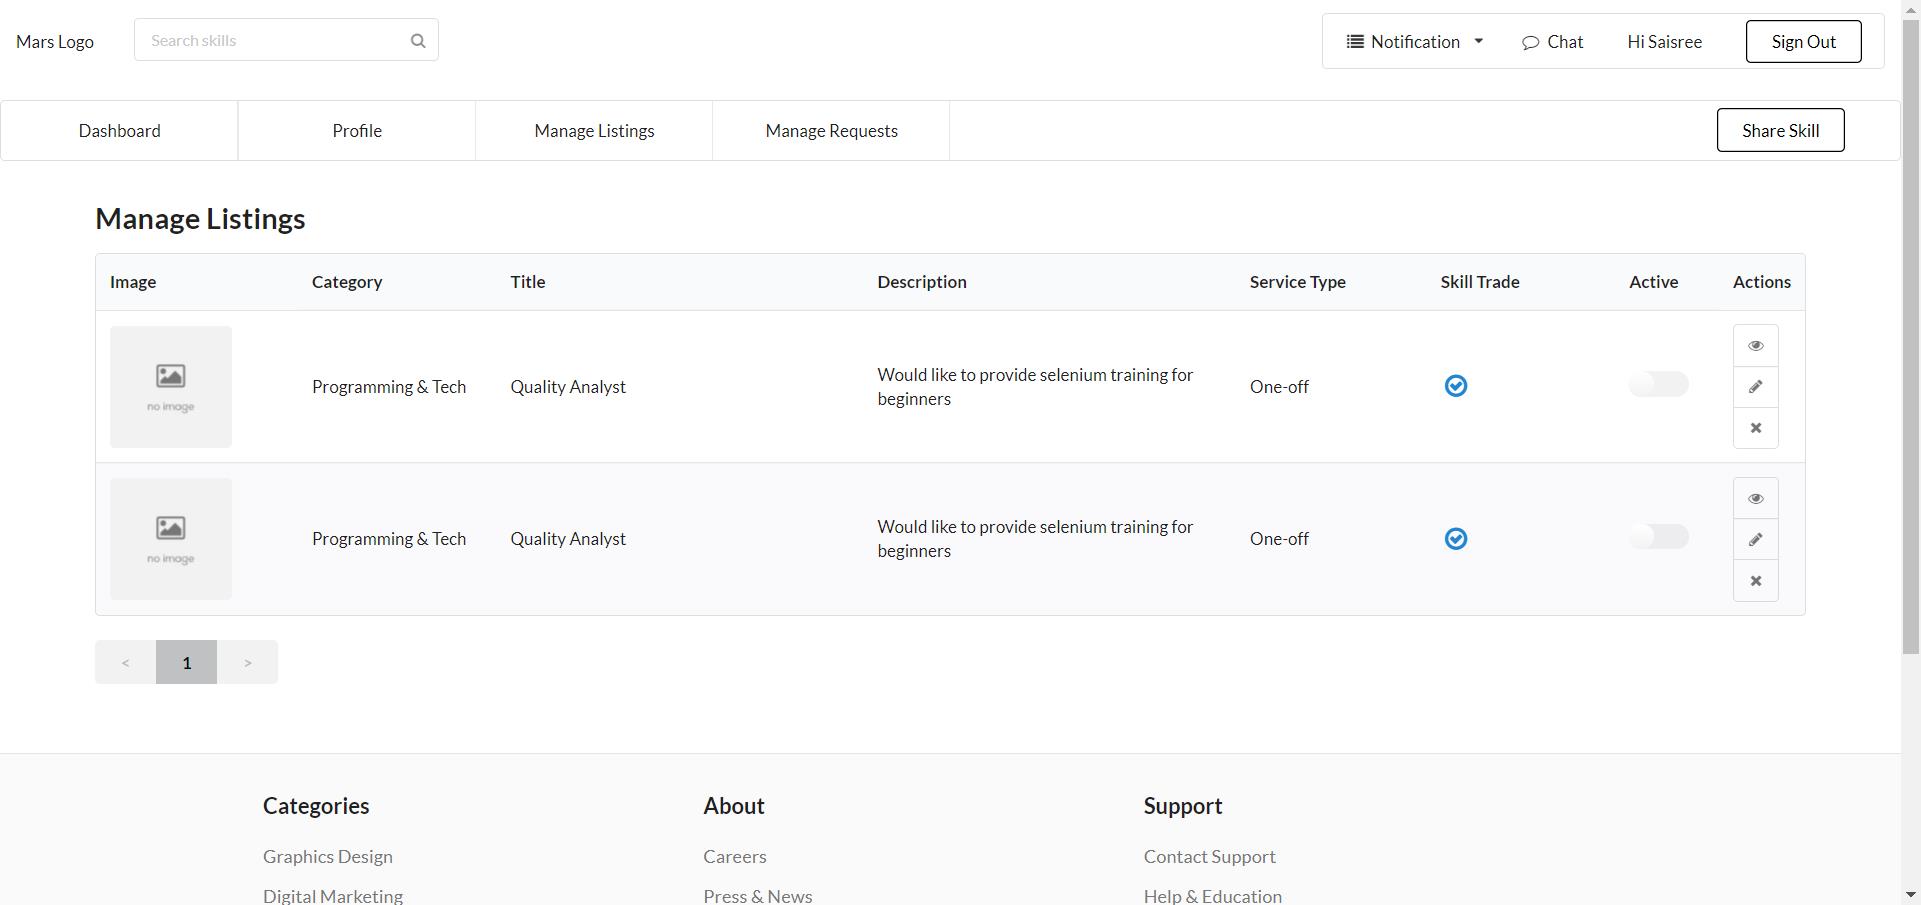 Mars Logo
Search skills
Notification
Chat
Hi Saisree
Sign Out
Dashboard
Profile
Manage Listings
Manage Requests
Share Skill
Manage Listings
Image Category Title Description Service Type Skill Trade Active Actions
no image
Programming & Tech
Quality Analyst
Would like to provide selenium training for
beginners
One-off
no image
Programming & Tech
Quality Analyst
Would like to provide selenium training for
beginners
One-off
< 1 >
Categories
Graphics Design
Digital Marketing
About
Careers
Press & News
Support
Contact Support
Help & Education